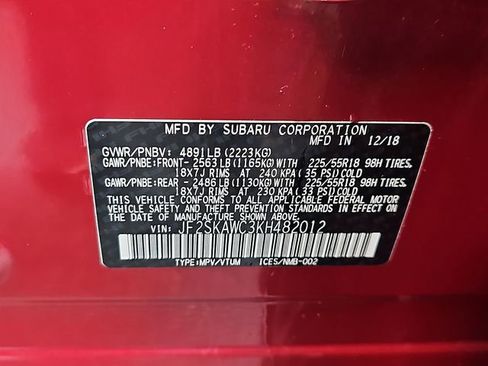 MFD BY SUBARU CORPORATION
GVWR/PNBV: 4891LB(2223KG) MFD IN 12/18
GAWR/PNBE:FRONT- 2563LB(1165KG)WITH 225/55R18 98H TIRES,
18X7J RIMS AT 240 KPA(35 PSI)COLD
GAWR/PNBE:REAR -2486LB(1130KG)WITH 225/55R18 98H TIRES,
18X7J RIMS AT 230 KPA(33 PSI)COLD
THIS VEHICLE CONFORMS TO ALL APPLICABLE FEDERAL MOTOR
VEHICLE SAFETY, BUMPER, AND THEFT PREVENTION STANDARDS
IN EFFECT ON THE DATE OF MANUFACTURE SHOWN ABOVE.
VIN: JF2SKAWC3KH482012
TYPE:MPV/VTUM ICES/NMB-002